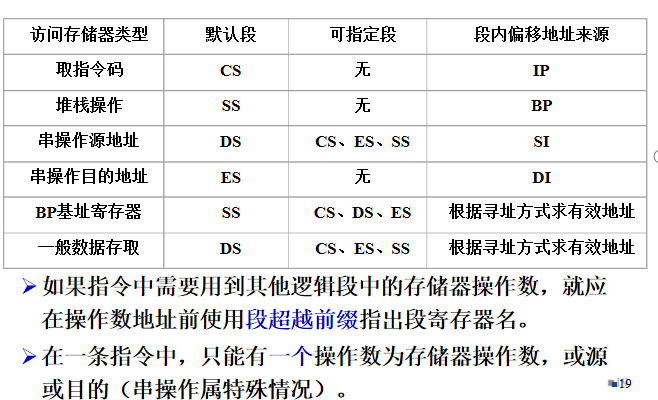 访问存储器类型 默认段 可指定段 段内偏移地址来源
取指令码 CS 无 IP
堆栈操作 SS 无 BP
串操作源地址 DS CS、ES、SS SI
串操作目的地址 ES 无 DI
BP基址寄存器 SS CS、DS、ES 根据寻址方式求有效地址
一般数据存取 DS CS、ES、SS 根据寻址方式求有效地址
如果指令中需要用到其他逻辑段中的存储器操作数，就应
在操作数地址前使用段超越前缀指出段寄存器名。
在一条指令中，只能有一个操作数为存储器操作数，或源
或目的（串操作属特殊情况）。
19